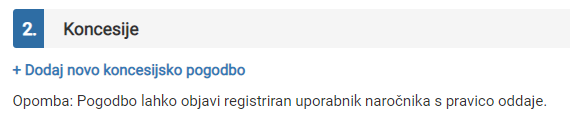 2. Koncesije
+ Dodaj novo koncesijsko pogodbo
Opomba: Pogodbo lahko objavi registriran uporabnik naročnika s pravico oddaje.